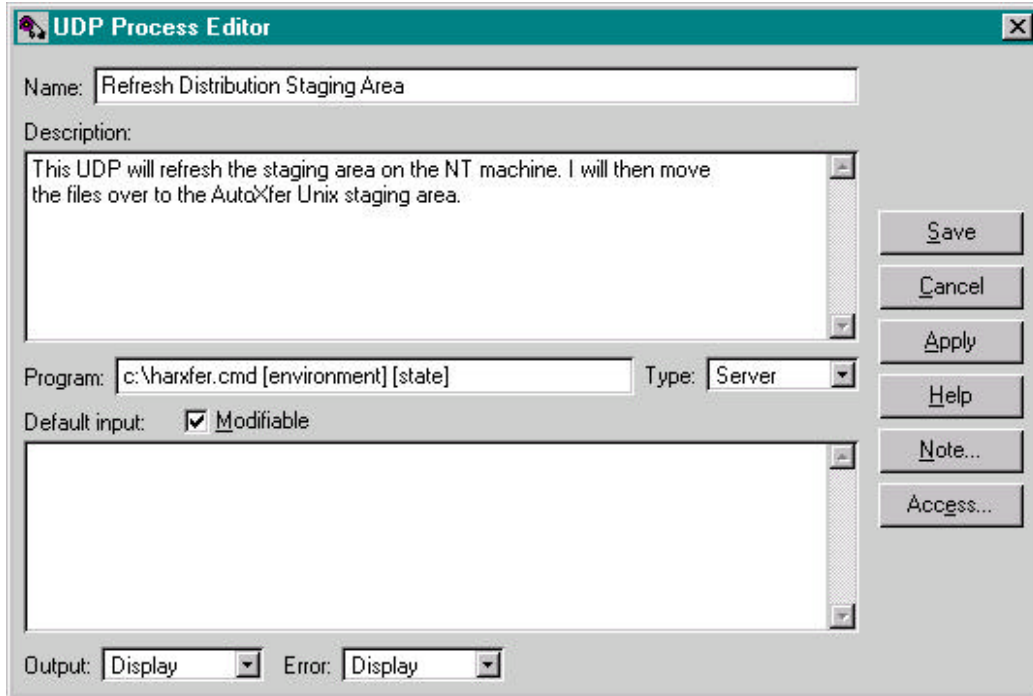 UDP Process Editor
Name: Refresh Distribution Staging Area
Description:
This UDP will refresh the staging area on the NT machine. I will then move
the files over to the AutoXfer Unix staging area.
Save
Cancel
Apply
Help
Note...
Access...
Program: c:\harxfer.cmd [environment] [state] Type: Server
Default input: Modifiable
Output: Display Error: Display